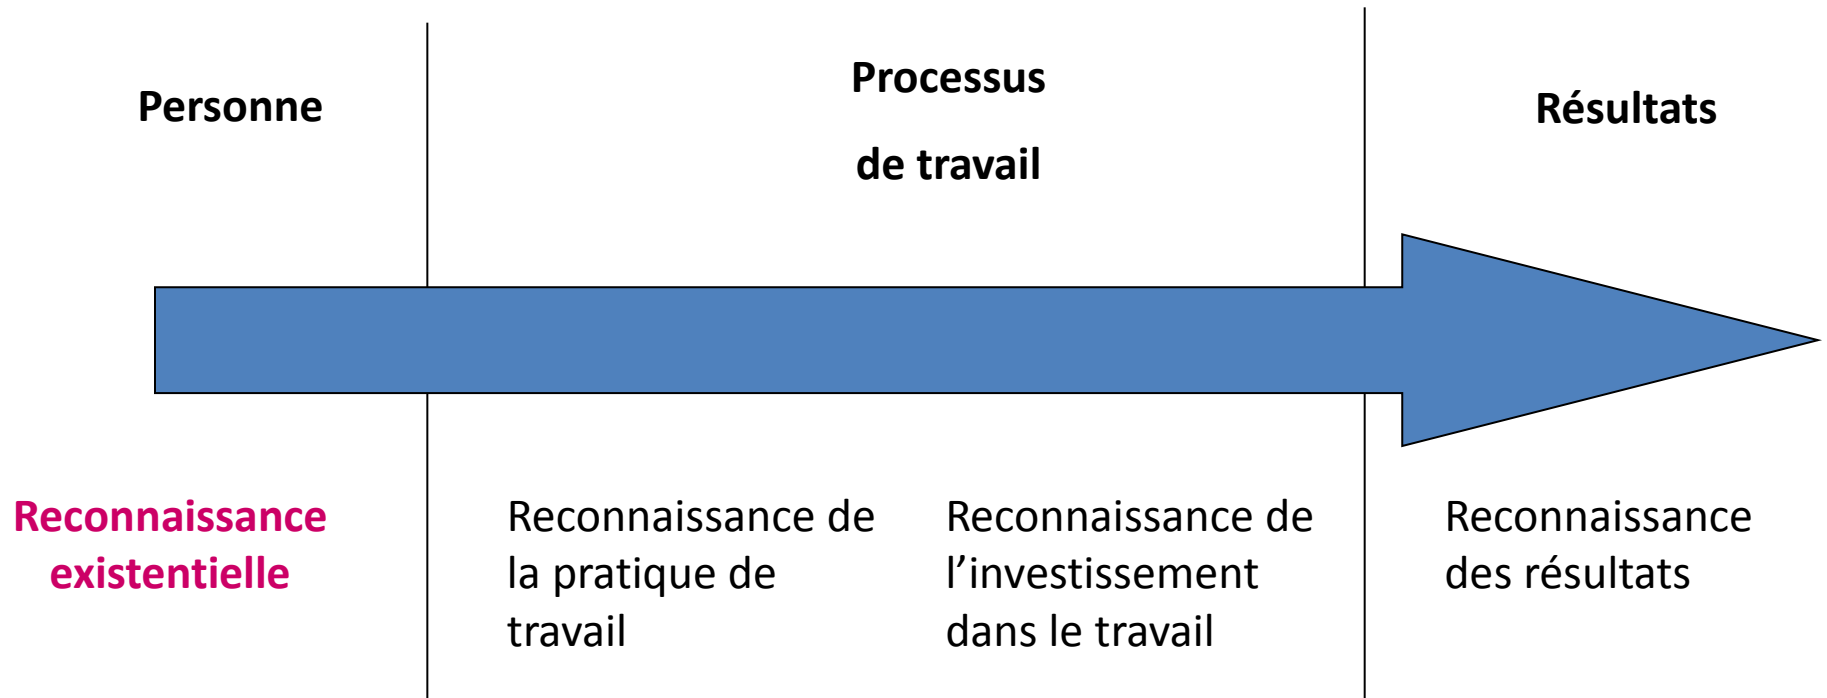 Personne
Processus
de travail
Résultats
Reconnaissance
existentielle
Reconnaissance de
la pratique de
travail
Reconnaissance de
l’investissement
dans le travail
Reconnaissance
des résultats